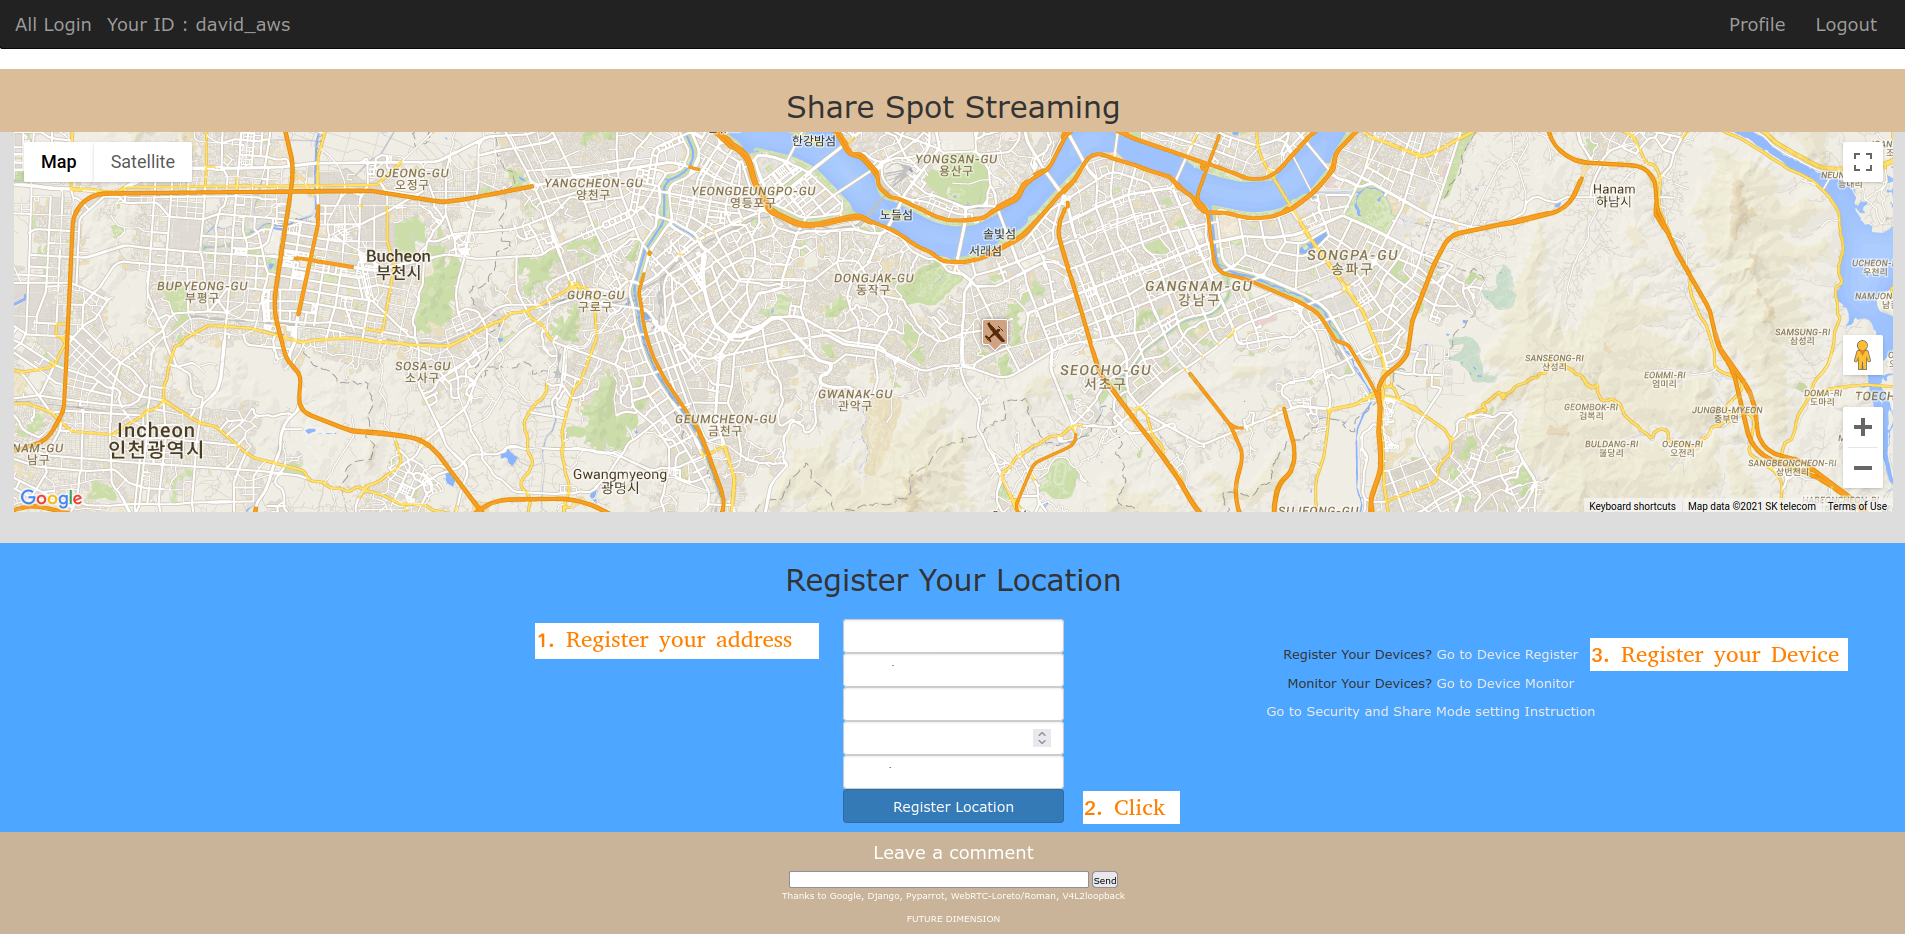 All Login Your ID : david_aws Profile Logout
Share Spot Streaming
Map Satellite
한강밤섬
YONGSAN-GU
용산구
OJEONG-GU
오정구
YANGCHEON-GU
양천구
YEONGDEUNGPO-GU
영등포구
Hanam
하남시
노들섬
솔빛섬
서래섬
Bucheon
부천시
SONGPA-GU
송파구
UCHEON-
우천리
DONGJAK-GU
동작구
BUPYEONG-GU
부평구
GURO-GU
구로구
GANGNAM-GU
강남구
NAMJON
SAMSUNG-RI
삼성리
SOSA-GU
소사구
SEOCHO-GU
서초구
SANSEONG-RI
산성리
EOMMI-RI
엄미리
GWANAK-GU
관악구
DOMA-RI
도마리
TOECH
GEOMBOK-RI
검복리
JUNGBU-MYEON
중부면
GEUMCHEON-GU
금천구
Incheon
인천광역시
NAM-GU
남구
BULDANG-RI
불당리
OJEON-RI
오전리
SANGBEONCHEON-RI
상번천리
Gwangmyeong
광명시
Google
SUJEONG-GU
Keyboard shortcuts Map data ©2021 SK telecom Terms of Use
Register Your Location
1. Register your address
Register Your Devices? Go to Device Register 3. Register your Device
Monitor Your Devices? Go to Device Monitor
Go to Security and Share Mode setting Instruction
Register Location 2. Click
Leave a comment
Send
Thanks to Google, Django, Pyparrot, WebRTC-Loreto/Roman, V4L2loopback
FUTURE DIMENSION